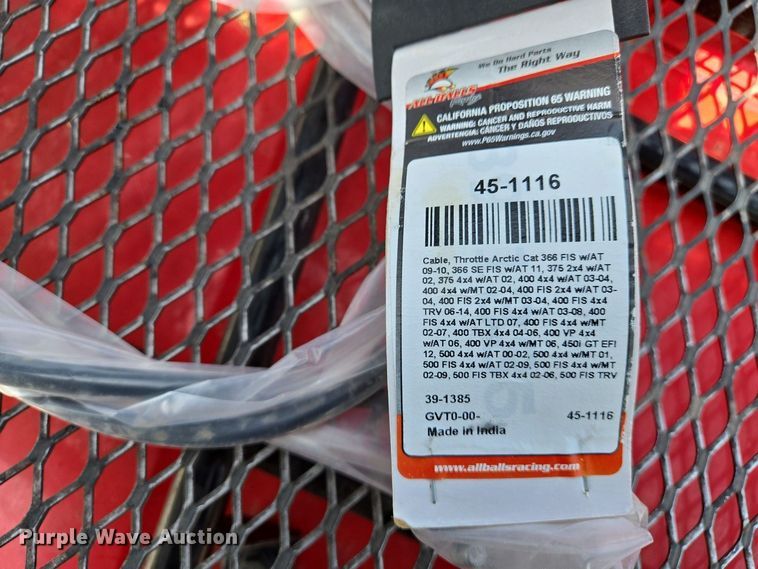 We Do Hard Parts
The Right Way
ALLBALLS
CALIFORNIA PROPOSITION 65 WARNING
WARNING: CANCER AND REPRODUCTIVE HARM
ADVERTENCIA: CÁNCER Y DAÑOS REPRODUCTIVOS
www.P65Warnings.ca.gov
45-1116
Cable, Throttle Arctic Cat 366 FIS w/AT
09-10, 366 SE FIS w/AT 11, 375 2x4 w/AT
02, 375 4x4 w/AT 02, 400 4x4 w/AT 03-04,
400 4x4 w/MT 02-04, 400 FIS 2x4 w/AT 03-
04, 400 FIS 2x4 w/MT 03-04, 400 FIS 4x4
TRV 06-14, 400 FIS 4x4 w/AT 03-08, 400
FIS 4x4 w/AT LTD 07, 400 FIS 4x4 w/MT
02-07, 400 TBX 4x4 04-06, 400 VP 4x4
w/AT 06, 400 VP 4x4 w/MT 06, 450i GT EFI
12, 500 4x4 w/AT 00-02, 500 4x4 w/MT 01,
500 FIS 4x4 w/AT 02-09, 500 FIS 4x4 w/MT
02-09, 500 FIS TBX 4x4 02-06, 500 FIS TRV
39-1385
GVT0-00- 45-1116
Made in India
www.allballsracing.com
Purple Wave Auction